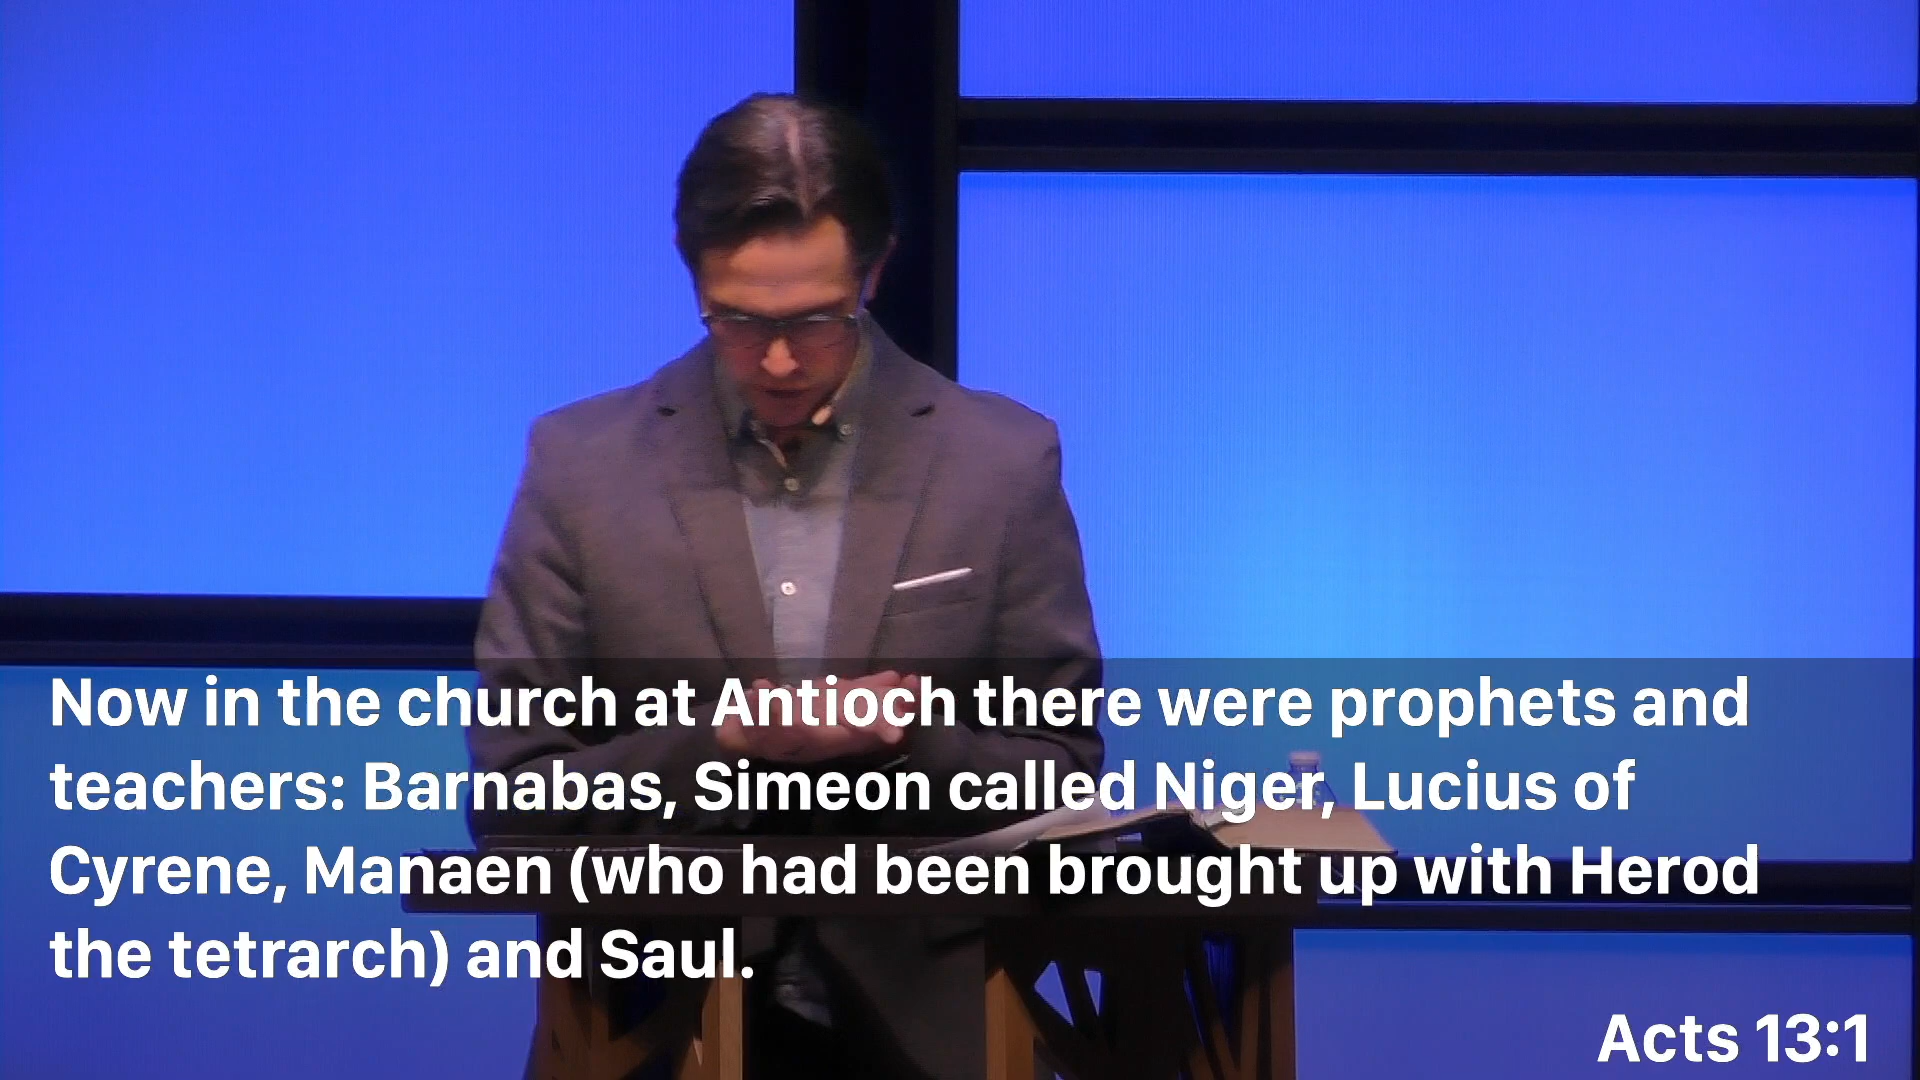 Now in the church at Antioch there were prophets and
teachers: Barnabas, Simeon called Niger, Lucius of
Cyrene, Manaen (who had been brought up with Herod
the tetrarch) and Saul.
Acts 13:1